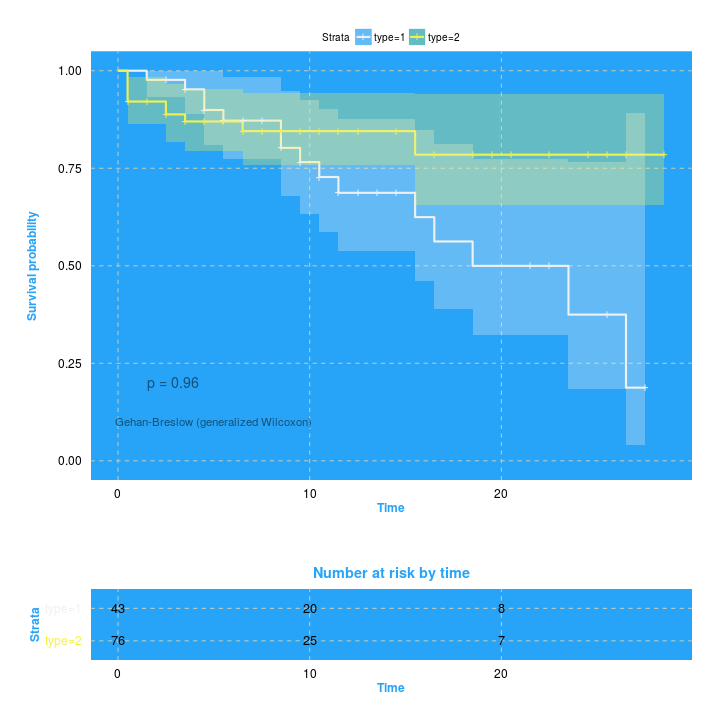 Strata type=1 type=2
1.00
0.75
0.50
0.25
0.00
Survival probability
p = 0.96
Gehan-Breslow (generalized Wilcoxon)
0 10 20
Time
Number at risk by time
Strata
type=1 43 20 8
type=2 76 25 7
0 10 20
Time